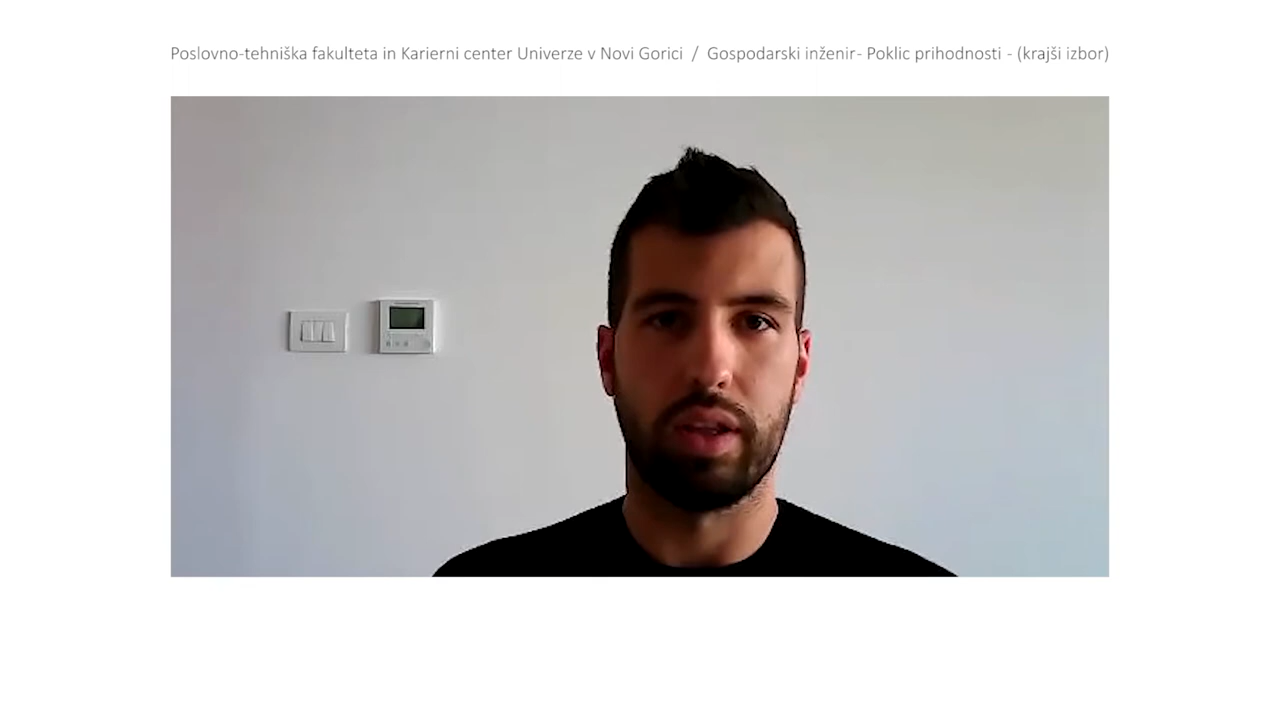 Poslovno-tehniška fakulteta in Karierni center Univerze v Novi Gorici / Gospodarski inženir- Poklic prihodnosti - (krajši izbor)